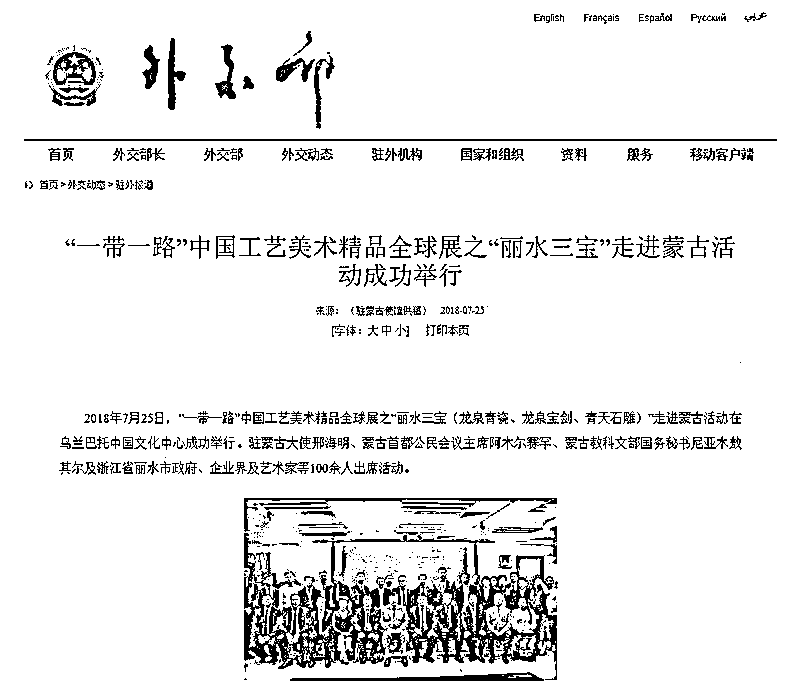 English Français Español Русский عربي
外交部
首页 外交部长 外交部 外交动态 驻外机构 国家和组织 资料 服务 移动客户端
首页 > 外交动态 > 驻外报道
“一带一路”中国工艺美术精品全球展之“丽水三宝”走进蒙古活
动成功举行
来源：（驻蒙古使馆供稿） 2018-07-25
[字体：大 中 小] 打印本页
2018年7月25日，“一带一路”中国工艺美术精品全球展之“丽水三宝（龙泉青瓷、龙泉宝剑、青天石雕）”走进蒙古活动在
乌兰巴托中国文化中心成功举行。驻蒙古大使邢海明、蒙古首都公民会议主席阿木尔赛罕、蒙古教科文部国务秘书尼亚木敖
其尔及浙江省丽水市政府、企业界及艺术家等100余人出席活动。